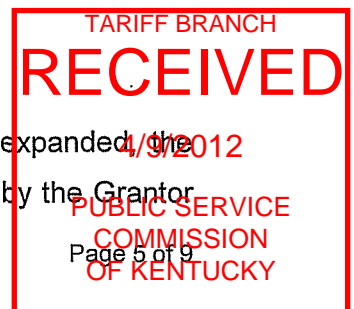 TARIFF BRANCH
RECEIVED
expanded, the
4/9/2012
by the Grantor
PUBLIC SERVICE
COMMISSION
Page 5 of 9
OF KENTUCKY